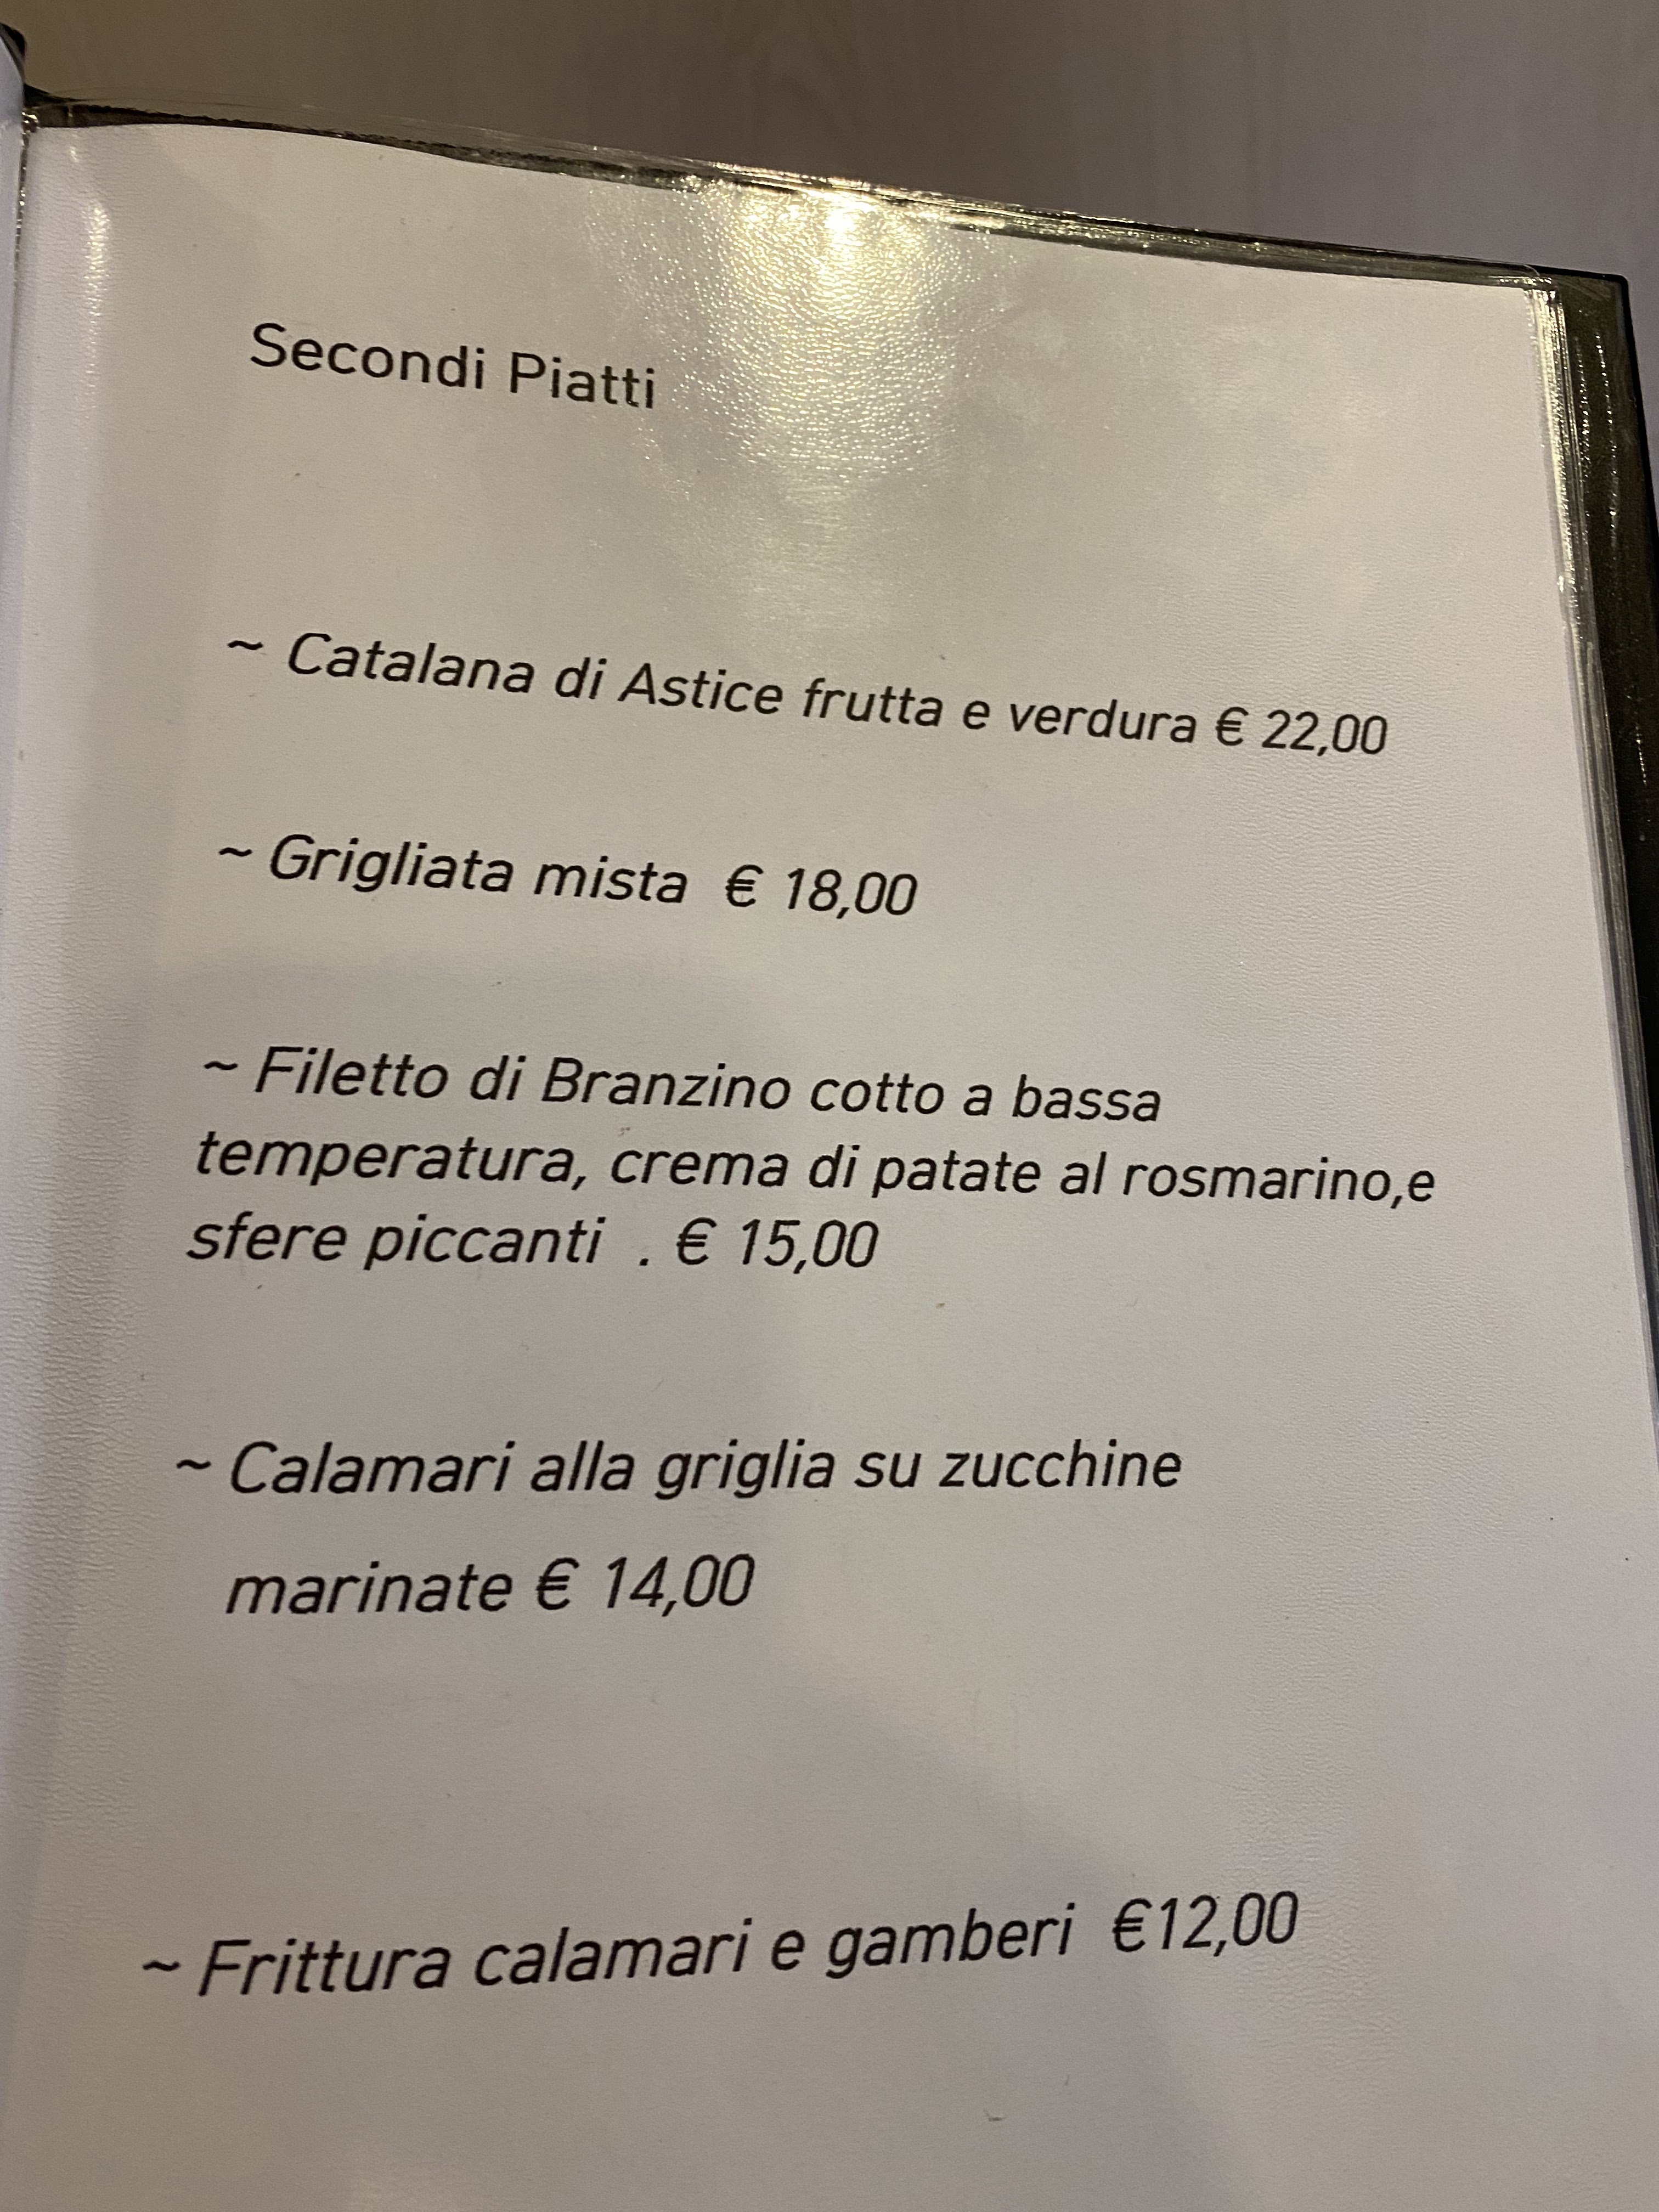 Secondi Piatti
~ Catalana di Astice frutta e verdura € 22,00
~ Grigliata mista € 18,00
~ Filetto di Branzino cotto a bassa
temperatura, crema di patate al rosmarino,e
sfere piccanti . € 15,00
~ Calamari alla griglia su zucchine
marinate € 14,00
~ Frittura calamari e gamberi €12,00